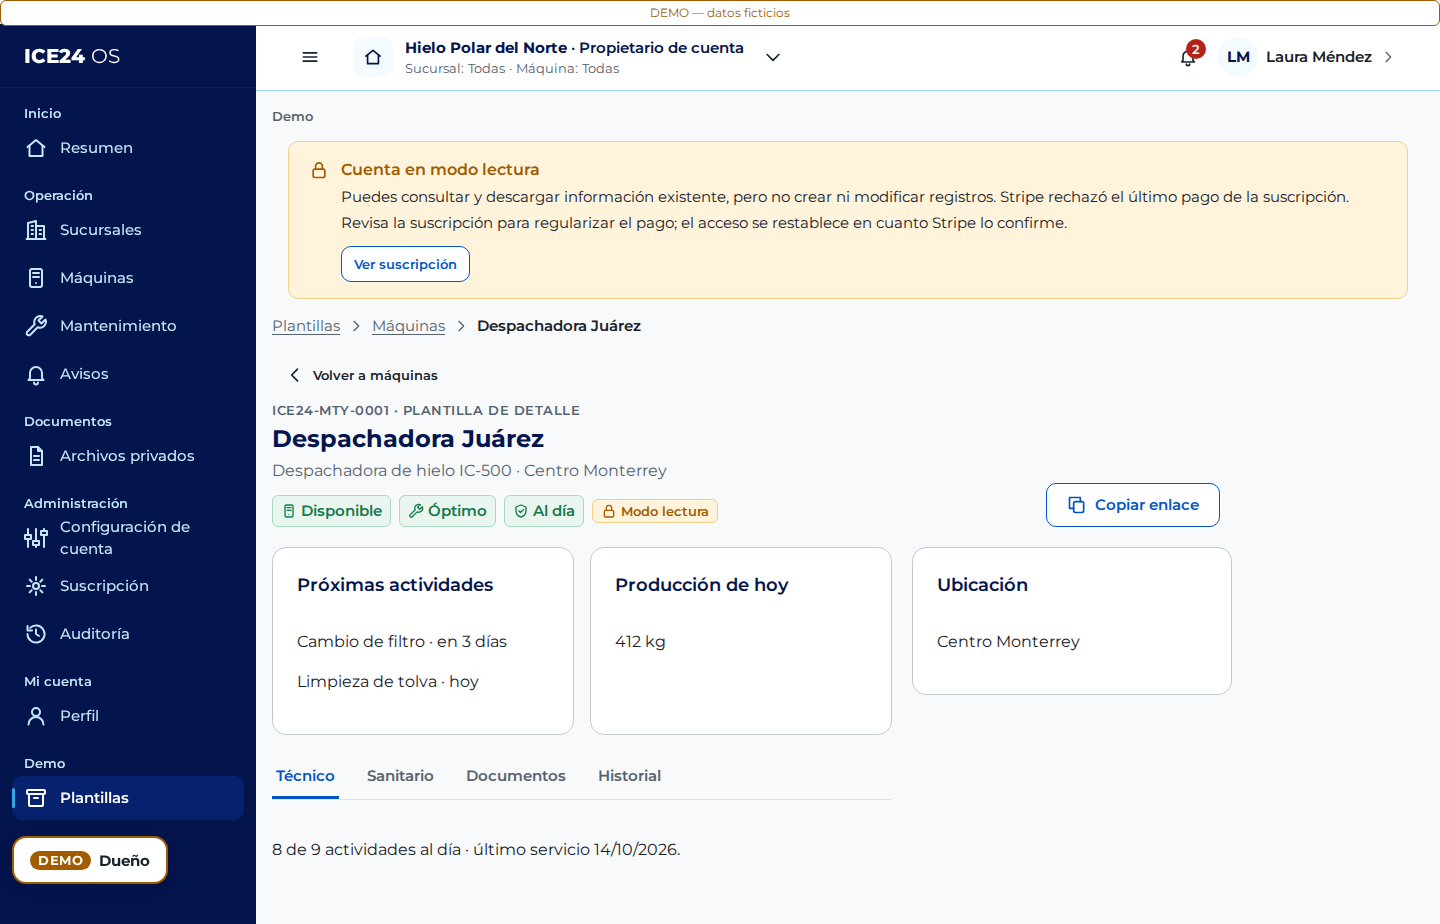 DEMO — datos ficticios
ICE24 OS
Inicio
Resumen
Operación
Sucursales
Máquinas
Mantenimiento
Avisos
Documentos
Archivos privados
Administración
Configuración de
cuenta
Suscripción
Auditoría
Mi cuenta
Perfil
Demo
Plantillas
DEMO Dueño
Hielo Polar del Norte · Propietario de cuenta
Sucursal: Todas · Máquina: Todas
2
LM Laura Méndez
Demo
Cuenta en modo lectura
Puedes consultar y descargar información existente, pero no crear ni modificar registros. Stripe rechazó el último pago de la suscripción.
Revisa la suscripción para regularizar el pago; el acceso se restablece en cuanto Stripe lo confirme.
Ver suscripción
Plantillas Máquinas Despachadora Juárez
Volver a máquinas
ICE24-MTY-0001 · PLANTILLA DE DETALLE
Despachadora Juárez
Despachadora de hielo IC-500 · Centro Monterrey
Disponible Óptimo Al día Modo lectura
Copiar enlace
Próximas actividades
Cambio de filtro · en 3 días
Limpieza de tolva · hoy
Producción de hoy
412 kg
Ubicación
Centro Monterrey
Técnico Sanitario Documentos Historial
8 de 9 actividades al día · último servicio 14/10/2026.